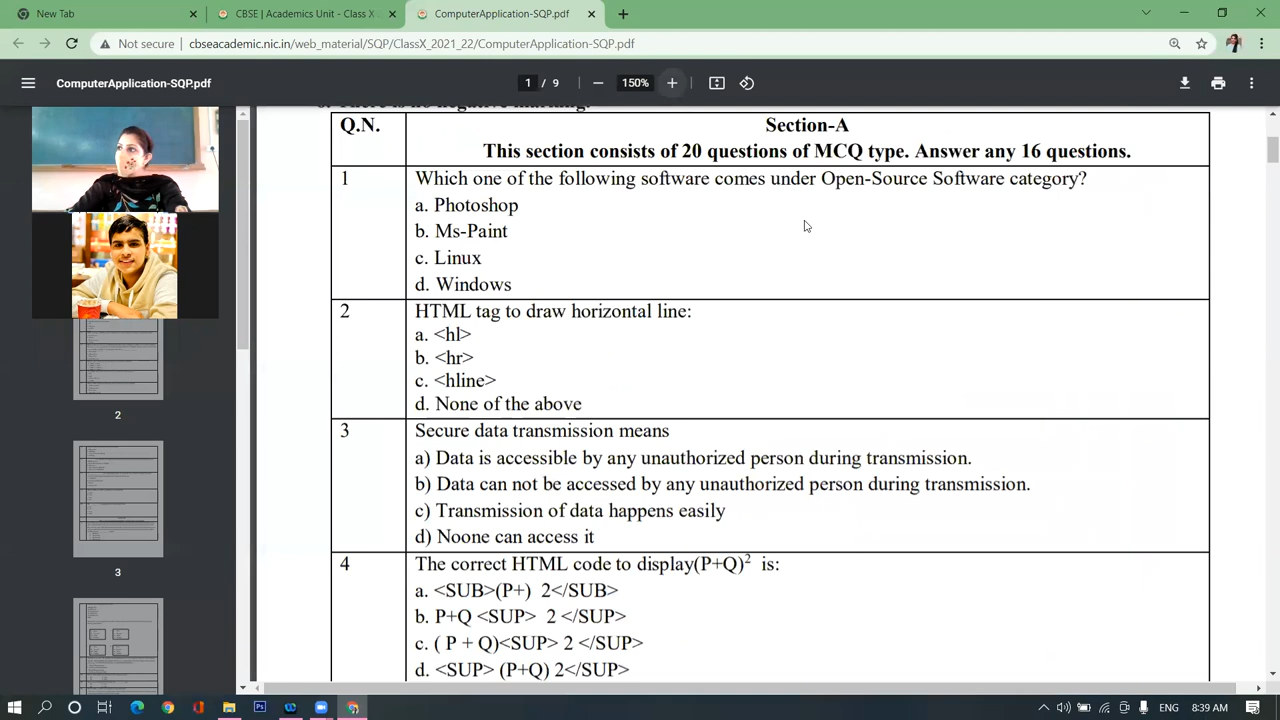 New Tab
CBSE | Academics Unit - Class X
ComputerApplication-SQP.pdf
Not secure
cbseacademic.nic.in/web_material/SQP/ClassX_2021_22/ComputerApplication-SQP.pdf
ComputerApplication-SQP.pdf
1 / 9
150%
Q.N.
Section-A
This section consists of 20 questions of MCQ type. Answer any 16 questions.
1
Which one of the following software comes under Open-Source Software category?
a. Photoshop
b. Ms-Paint
c. Linux
d. Windows
2
HTML tag to draw horizontal line:
a. <hl>
b. <hr>
c. <hline>
d. None of the above
3
Secure data transmission means
a) Data is accessible by any unauthorized person during transmission.
b) Data can not be accessed by any unauthorized person during transmission.
c) Transmission of data happens easily
d) Noone can access it
4
The correct HTML code to display(P+Q)² is:
a. <SUB>(P+) 2</SUB>
b. P+Q <SUP> 2 </SUP>
c. ( P + Q)<SUP> 2 </SUP>
d. <SUP> (P+Q) 2</SUP>
2
3
ENG
8:39 AM